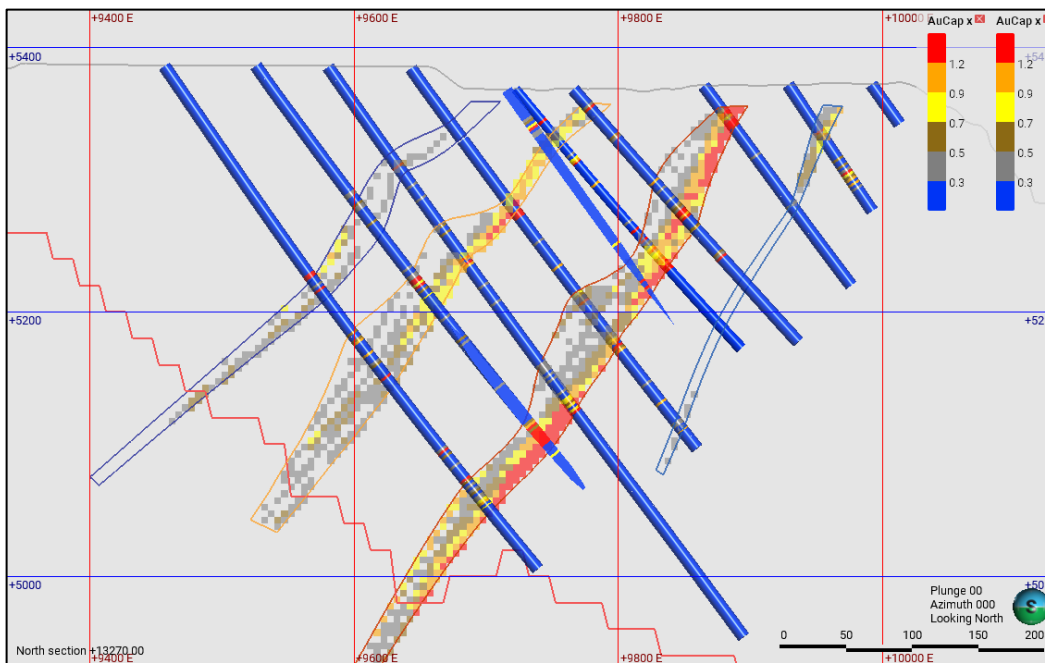 +9400 E +9600 E +9800 E +10000 E
AuCap x AuCap x
+5400 +54
1.2 1.2
0.9 0.9
0.7 0.7
0.5 0.5
0.3 0.3
+5200 +52
+5000 +50
Plunge 00
Azimuth 000
Looking North
S
0 50 100 150 200
North section +13270.00
+9400 E +9600 E +9800 E +10000 E